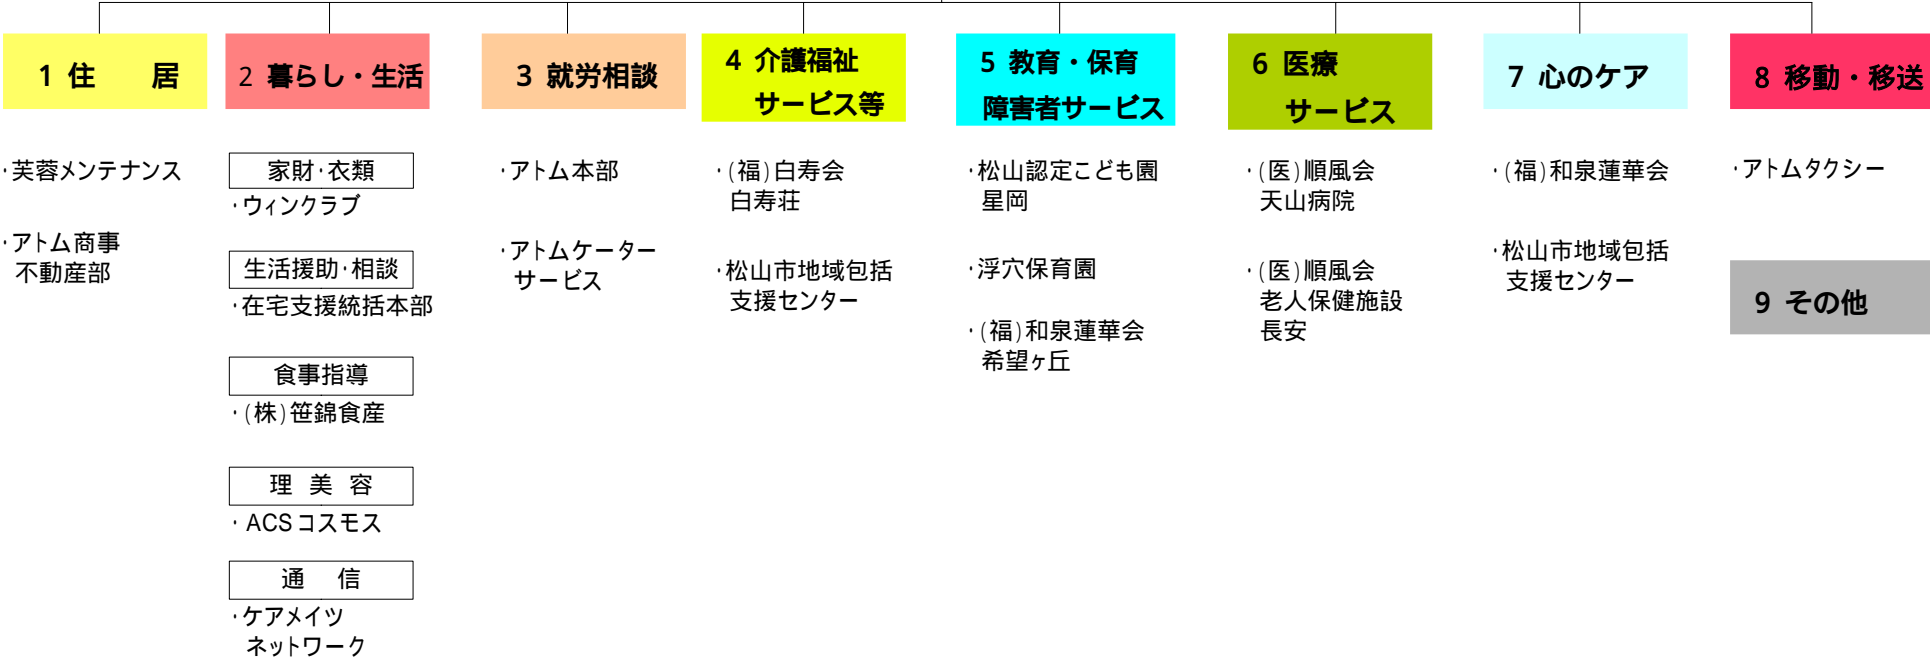 1 住　居
・芙蓉メンテナンス
・アトム商事
不動産部
2 暮らし・生活
家財・衣類
・ウィンクラブ
生活援助・相談
・在宅支援統括本部
食事指導
・(株)笹錦食産
理 美 容
・ACSコスモス
通　信
・ケアメイツ
ネットワーク
3 就労相談
・アトム本部
・アトムケーター
サービス
4 介護福祉
サービス等
・(福)白寿会
白寿荘
・松山市地域包括
支援センター
5 教育・保育
障害者サービス
・松山認定こども園
星岡
・浮穴保育園
・(福)和泉蓮華会
希望ヶ丘
6 医療
サービス
・(医)順風会
天山病院
・(医)順風会
老人保健施設
長安
7 心のケア
・(福)和泉蓮華会
・松山市地域包括
支援センター
8 移動・移送
・アトムタクシー
9 その他